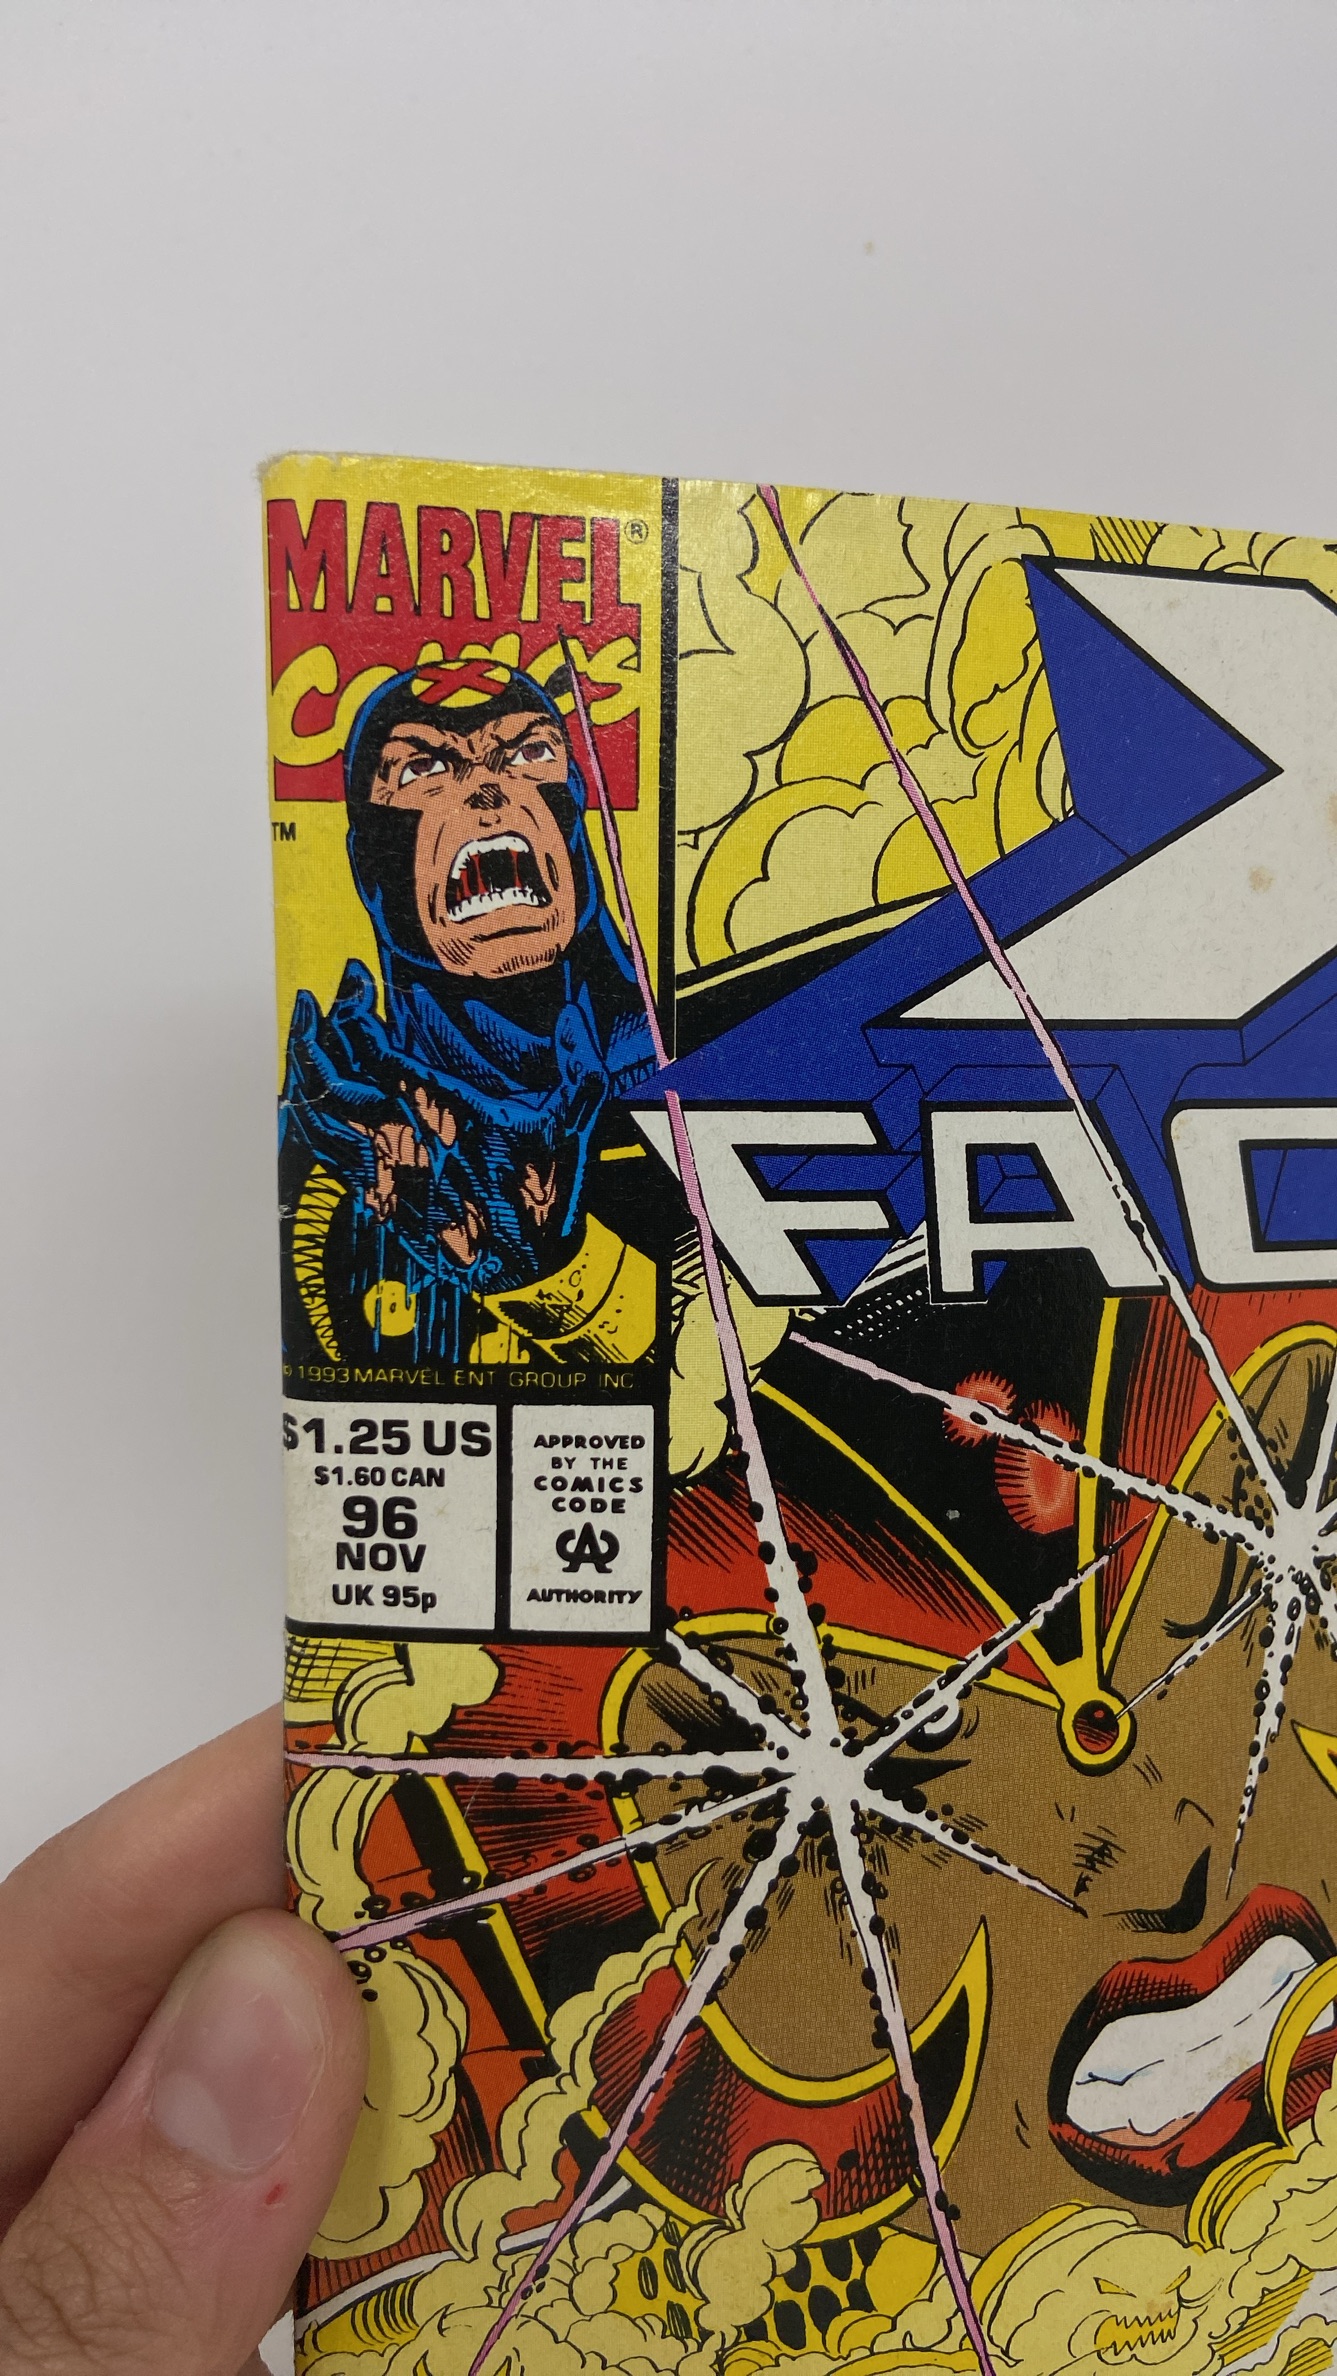 MARVEL®
COMICS
TM
© 1993 MARVEL ENT GROUP INC
$1.25 US
$1.60 CAN
96
NOV
UK 95p
APPROVED
BY THE
COMICS
CODE
CA
AUTHORITY
X
FAC